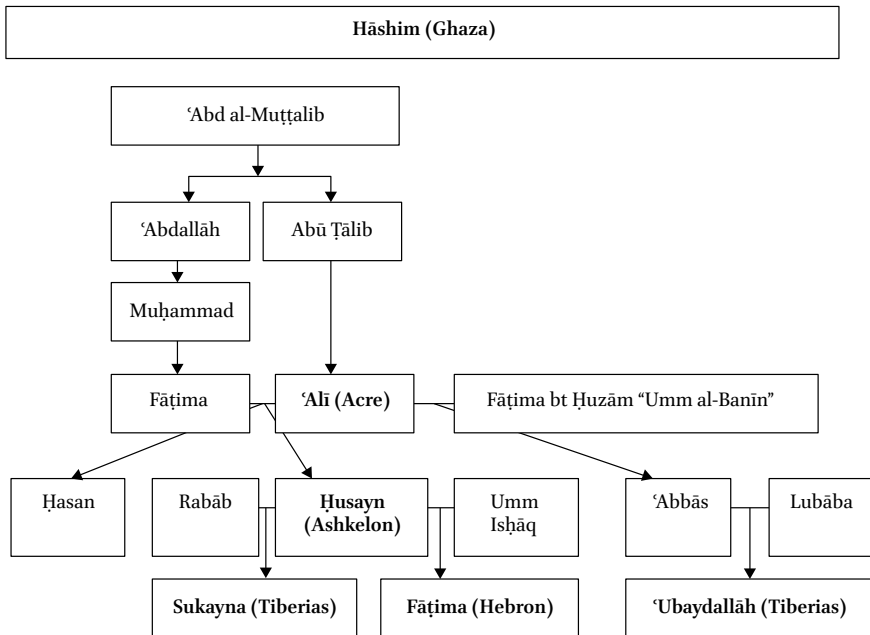 Hāshim (Ghaza)
ʿAbd al-Muṭṭalib
ʿAbdallāh
Abū Ṭālib
Muḥammad
Fāṭima
ʿAlī (Acre)
Fāṭima bt Ḥuzām “Umm al-Banīn”
Ḥasan
Rabāb
Ḥusayn
(Ashkelon)
Umm
Isḥāq
ʿAbbās
Lubāba
Sukayna (Tiberias)
Fāṭima (Hebron)
ʿUbaydallāh (Tiberias)